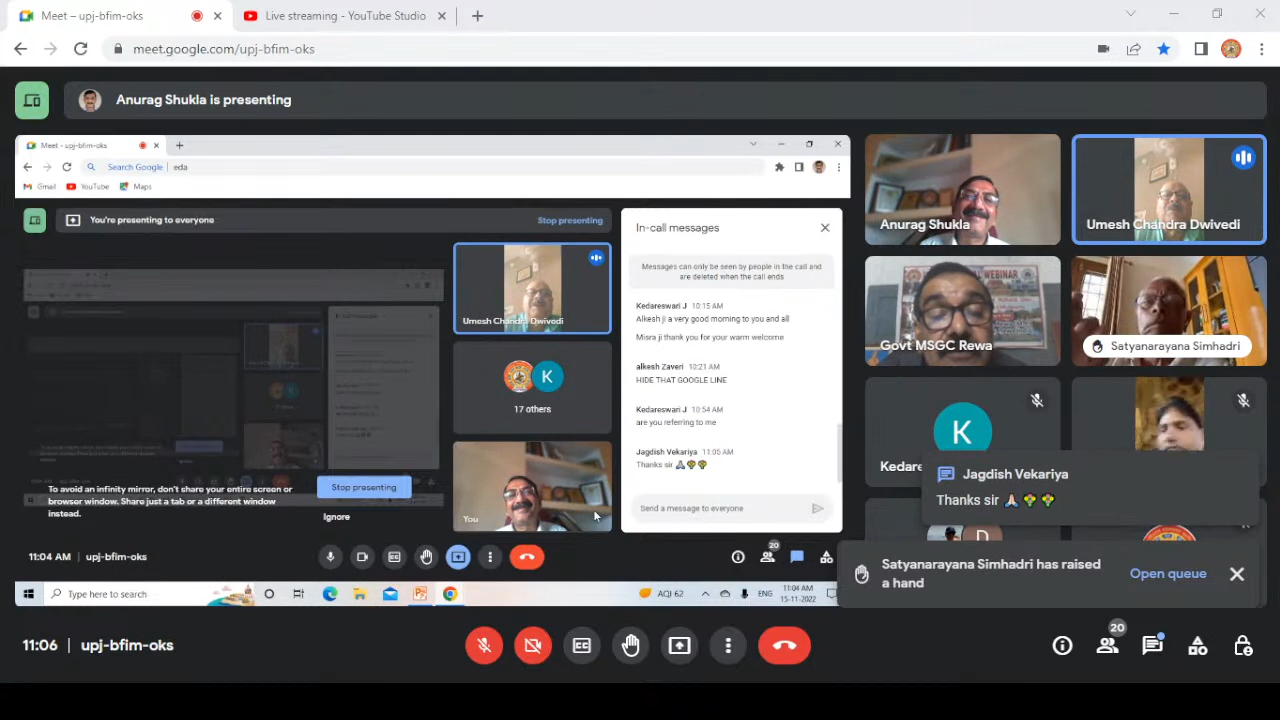 Meet – upj-bfim-oks
Live streaming - YouTube Studio
meet.google.com/upj-bfim-oks
Anurag Shukla is presenting
Meet - upj-bfim-oks
Search Google
eda
Gmail
YouTube
Maps
You're presenting to everyone
Stop presenting
Umesh Chandra Dwivedi
K
17 others
You
To avoid an infinity mirror, don't share your entire screen or
browser window. Share just a tab or a different window
instead.
Stop presenting
Ignore
In-call messages
Messages can only be seen by people in the call and
are deleted when the call ends
Kedareswari J 10:15 AM
Alkesh ji a very good morning to you and all
Misra ji thank you for your warm welcome
alkesh Zaveri 10:21 AM
HIDE THAT GOOGLE LINE
Kedareswari J 10:54 AM
are you referring to me
Jagdish Vekariya 11:05 AM
Thanks sir 🙏💐💐
Send a message to everyone
11:04 AM | upj-bfim-oks
20
Type here to search
AQI 62
ENG
11:04 AM
15-11-2022
Anurag Shukla
Umesh Chandra Dwivedi
WEBINAR
Govt MSGC Rewa
Satyanarayana Simhadri
K
Kedare
D
Jagdish Vekariya
Thanks sir 🙏🏻💐💐
Satyanarayana Simhadri has raised
a hand
Open queue
11:06 | upj-bfim-oks
20